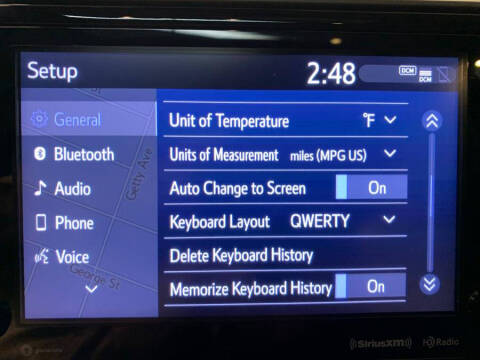 Setup
2:48
DCM
DCM
General
Bluetooth
Audio
Phone
Voice
Getty Ave
George St
St
Unit of Temperature °F
Units of Measurement miles (MPG US)
Auto Change to Screen On
Keyboard Layout QWERTY
Delete Keyboard History
Memorize Keyboard History On
SiriusXM
HD Radio